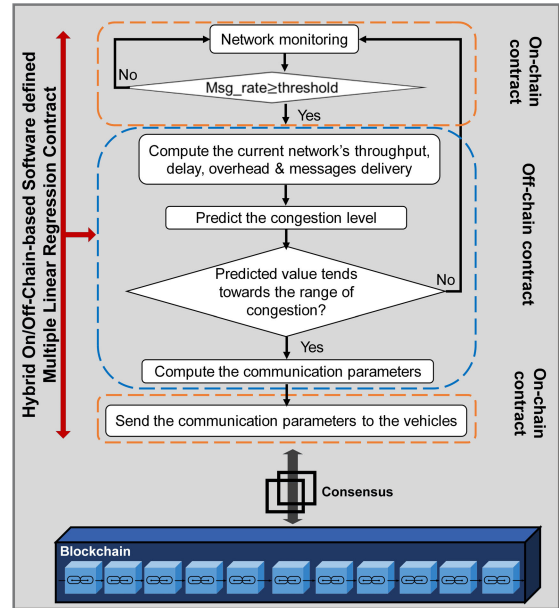 Hybrid On/Off-Chain-based Software defined
Multiple Linear Regression Contract
Network monitoring
No
Msg_rate≥threshold
Yes
On-chain
contract
Compute the current network's throughput,
delay, overhead & messages delivery
Predict the congestion level
Predicted value tends
towards the range of
congestion?
No
Yes
Compute the communication parameters
Off-chain contract
Send the communication parameters to the vehicles
On-chain
contract
Consensus
Blockchain